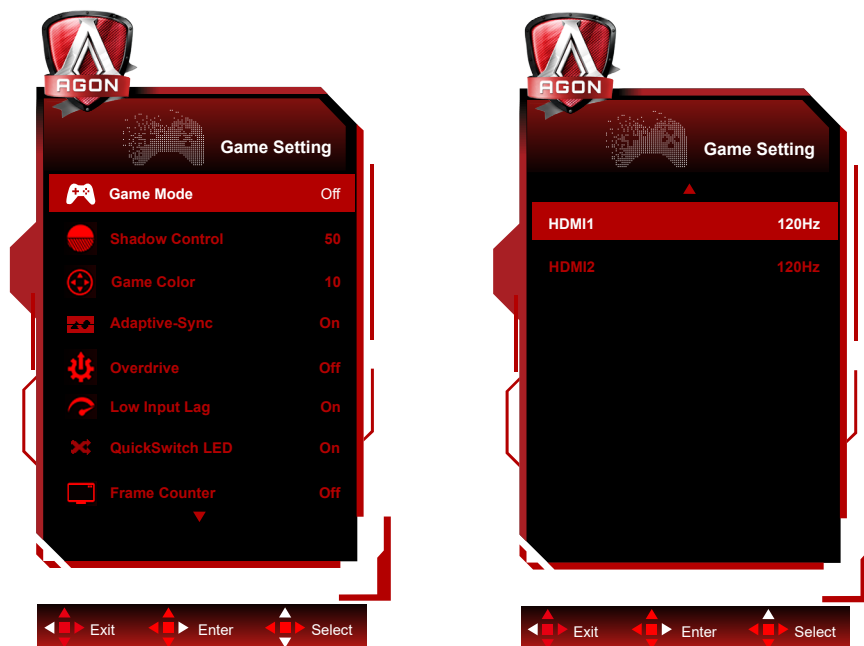 AGON
Game Setting
Game Mode Off
Shadow Control 50
Game Color 10
Adaptive-Sync On
Overdrive Off
Low Input Lag On
QuickSwitch LED On
Frame Counter Off
Exit Enter Select
AGON
Game Setting
HDMI1 120Hz
HDMI2 120Hz
Exit Enter Select